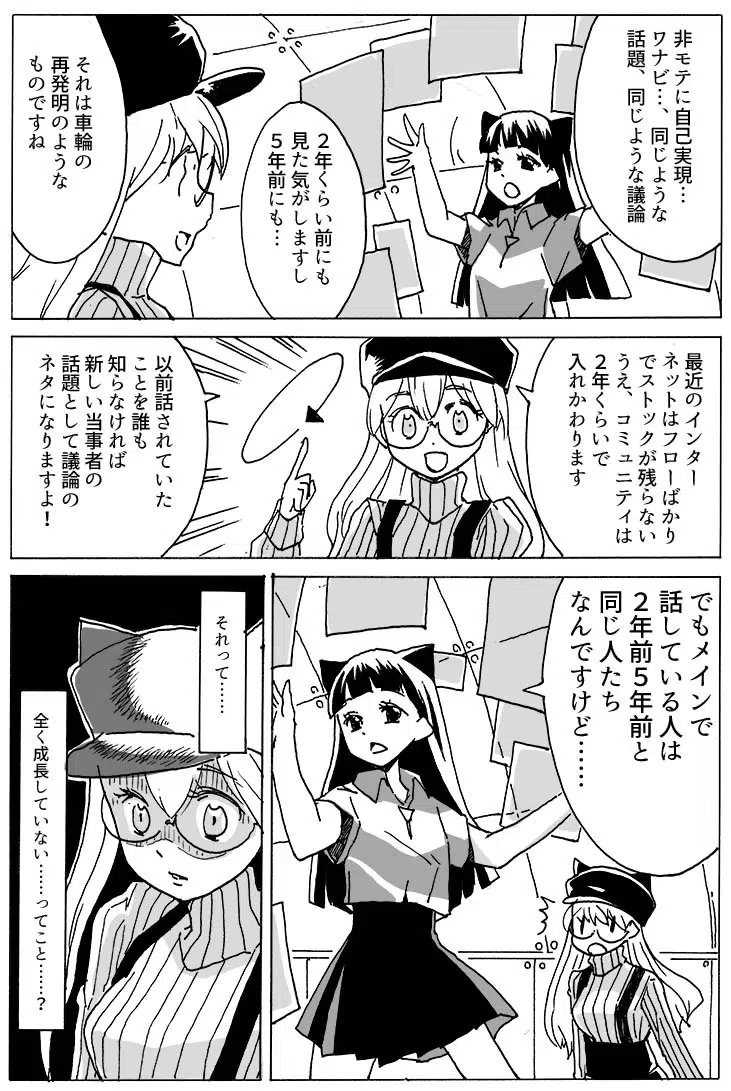 非モテに自己実現…
ワナビ…、同じような
話題、同じような議論
２年くらい前にも
見た気がしますし
５年前にも…
それは車輪の
再発明のような
ものですね
最近のインター
ネットはフローばかり
でストックが残らない
うえ、コミュニティは
２年くらいで
入れかわります
以前話されていた
ことを誰も
知らなければ
新しい当事者の
話題として議論の
ネタになりますよ！
でもメインで
話している人は
２年前５年前と
同じ人たち
なんですけど……
それって……
全く成長していない……ってこと……？